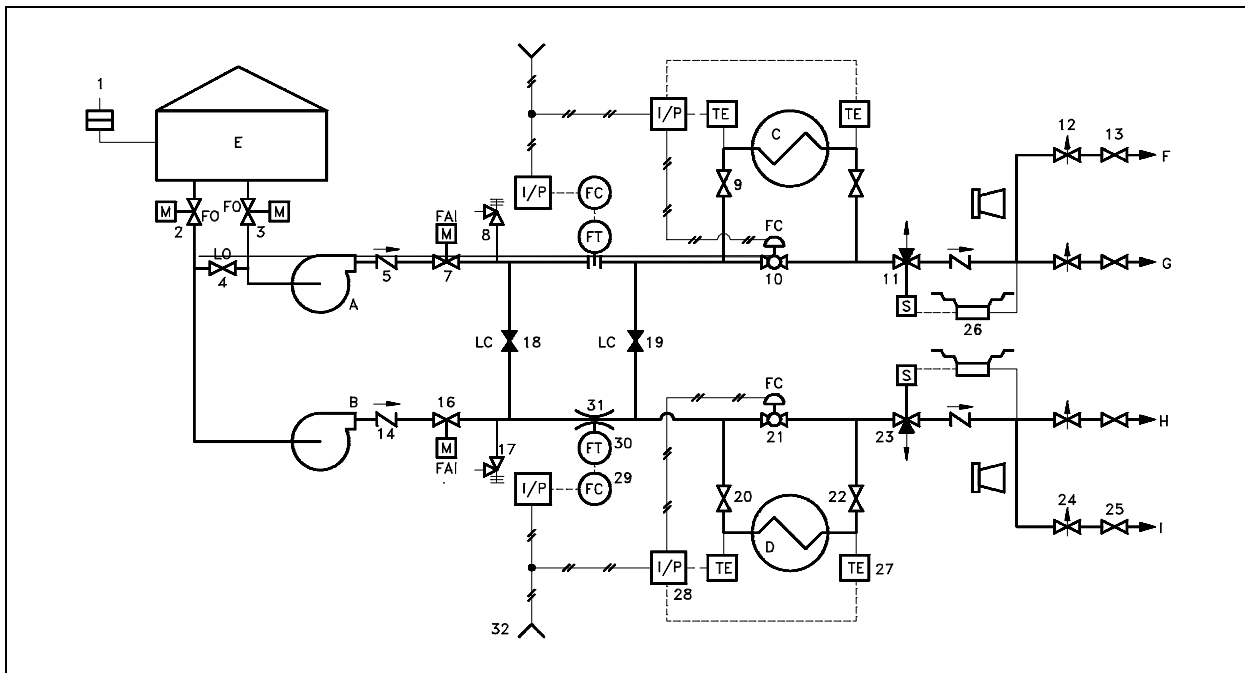 1
E
M
FO
2
FO
M
3
LO
4
5
A
FAI
M
7
8
I/P
FC
FT
I/P
TE
C
TE
9
FC
10
11
S
26
12
13
F
G
LC
18
LC
19
B
14
16
M
FAI
17
31
FT
30
FC
29
I/P
32
FC
21
20
22
D
I/P
28
TE
TE
27
S
23
H
24
25
I